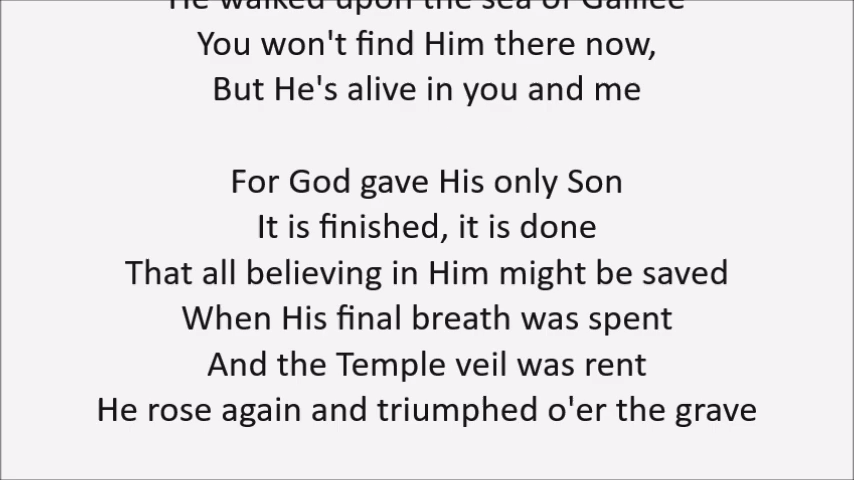 He walked upon the sea of Galilee
You won't find Him there now,
But He's alive in you and me
For God gave His only Son
It is finished, it is done
That all believing in Him might be saved
When His final breath was spent
And the Temple veil was rent
He rose again and triumphed o'er the grave